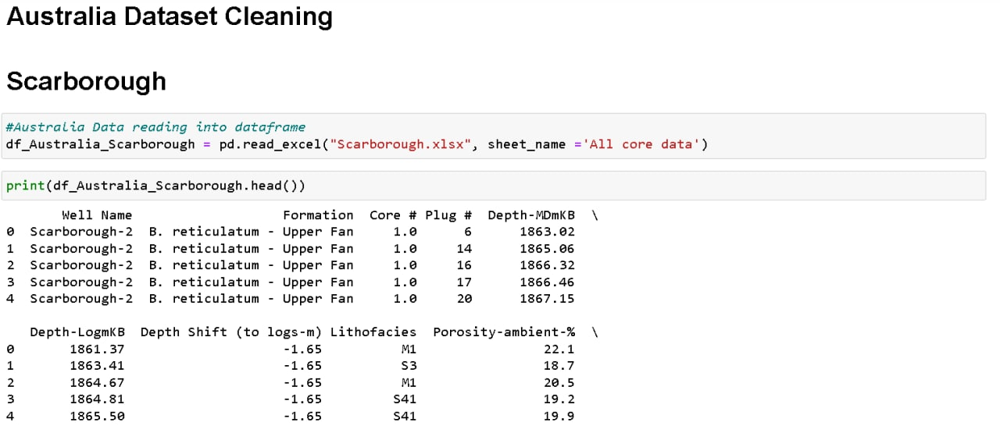 Australia Dataset Cleaning
Scarborough
#Australia Data reading into dataframe
df_Australia_Scarborough = pd.read_excel("Scarborough.xlsx", sheet_name ='All core data')
print(df_Australia_Scarborough.head())
Well Name Formation Core # Plug # Depth-MDmKB \
0 Scarborough-2 B. reticulatum - Upper Fan 1.0 6 1863.02
1 Scarborough-2 B. reticulatum - Upper Fan 1.0 14 1865.06
2 Scarborough-2 B. reticulatum - Upper Fan 1.0 16 1866.32
3 Scarborough-2 B. reticulatum - Upper Fan 1.0 17 1866.46
4 Scarborough-2 B. reticulatum - Upper Fan 1.0 20 1867.15
Depth-LogmKB Depth Shift (to logs-m) Lithofacies Porosity-ambient-% \
0 1861.37 -1.65 M1 22.1
1 1863.41 -1.65 S3 18.7
2 1864.67 -1.65 M1 20.5
3 1864.81 -1.65 S41 19.2
4 1865.50 -1.65 S41 19.9